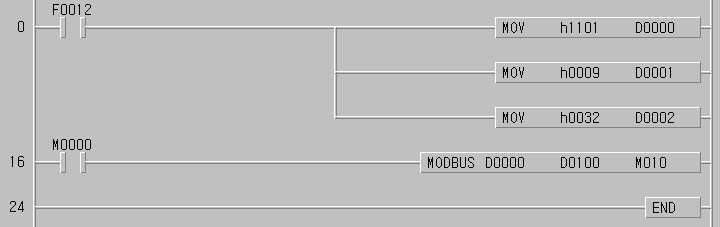 F0012
0 MOV h1101 D0000
MOV h0009 D0001
MOV h0032 D0002
M0000
16 MODBUS D0000 D0100 M010
24 END